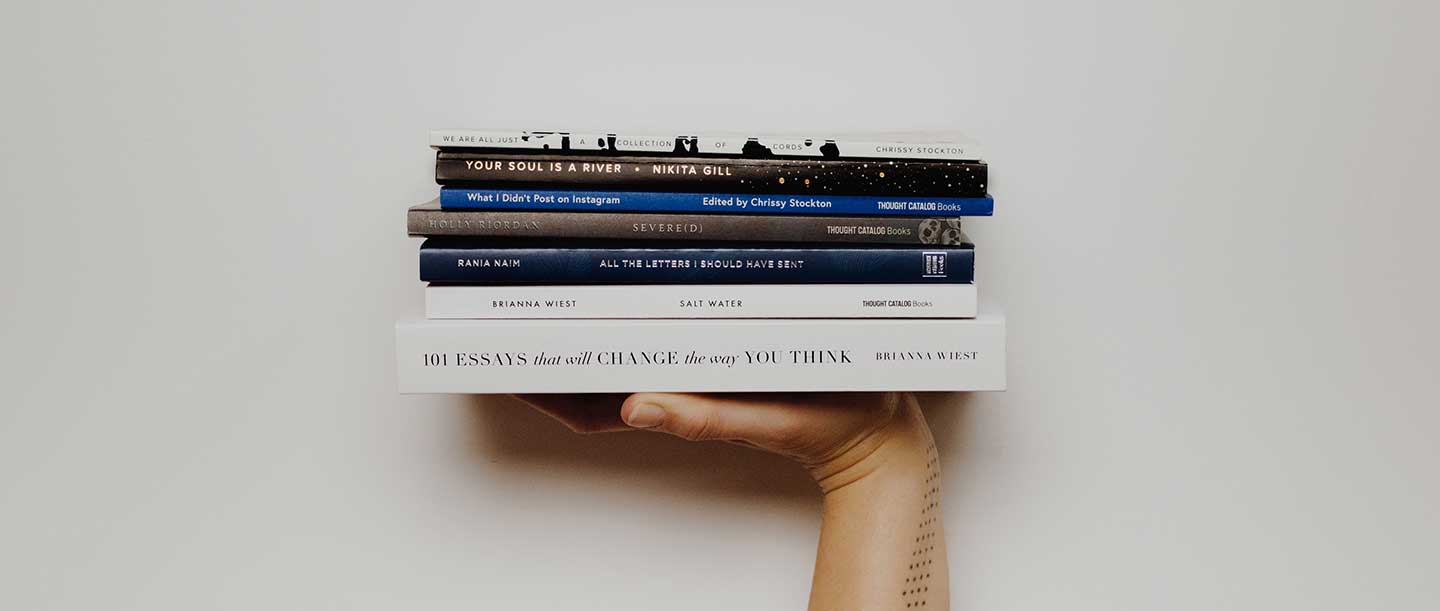 WE ARE ALL JUST A COLLECTION OF CORDS CHRISSY STOCKTON
YOUR SOUL IS A RIVER • NIKITA GILL
What I Didn't Post on Instagram Edited by Chrissy Stockton THOUGHT CATALOG Books
HOLLY RIORDAN SEVERE(D) THOUGHT CATALOG Books
RANIA NAIM ALL THE LETTERS I SHOULD HAVE SENT
BRIANNA WIEST SALT WATER THOUGHT CATALOG Books
101 ESSAYS that will CHANGE the way YOU THINK BRIANNA WIEST